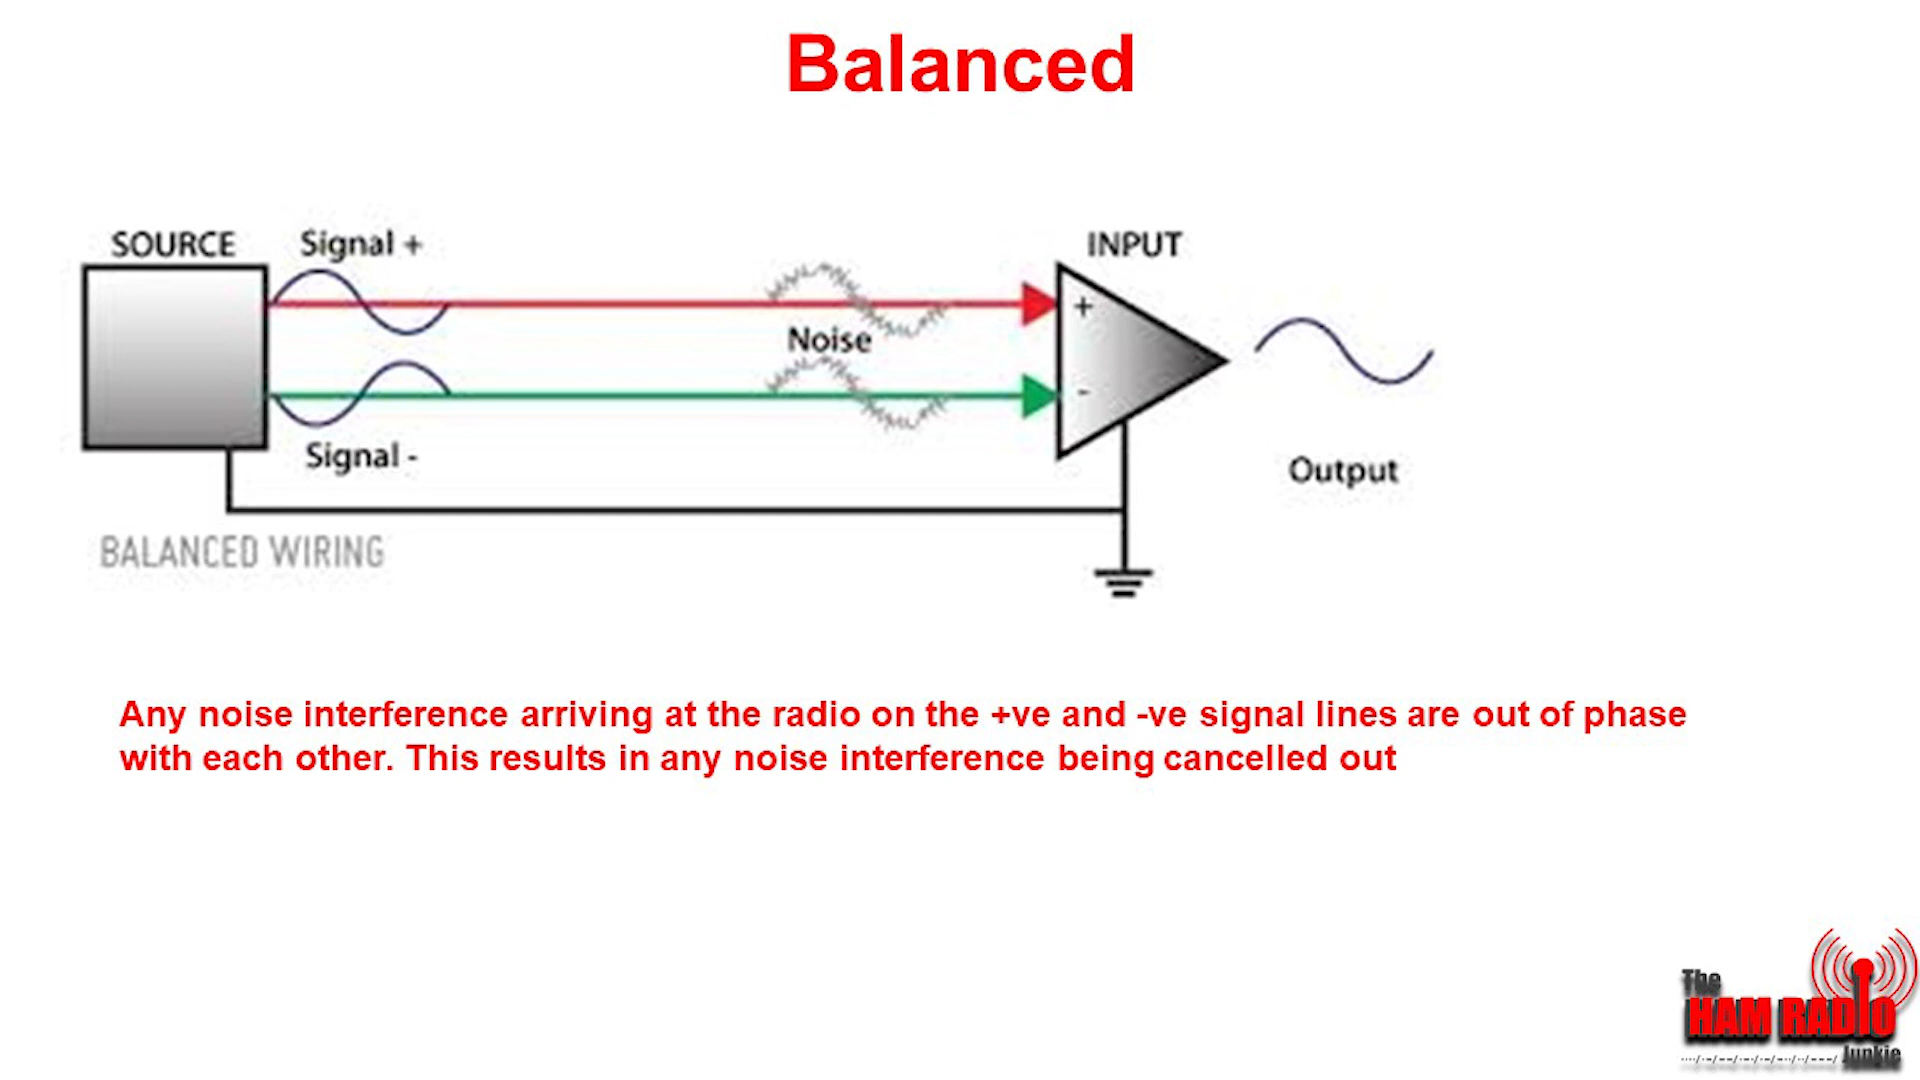 Balanced
SOURCE
Signal +
INPUT
+
Noise
-
Signal -
Output
BALANCED WIRING
Any noise interference arriving at the radio on the +ve and -ve signal lines are out of phase
with each other. This results in any noise interference being cancelled out
The
HAM RADIO
Junkie